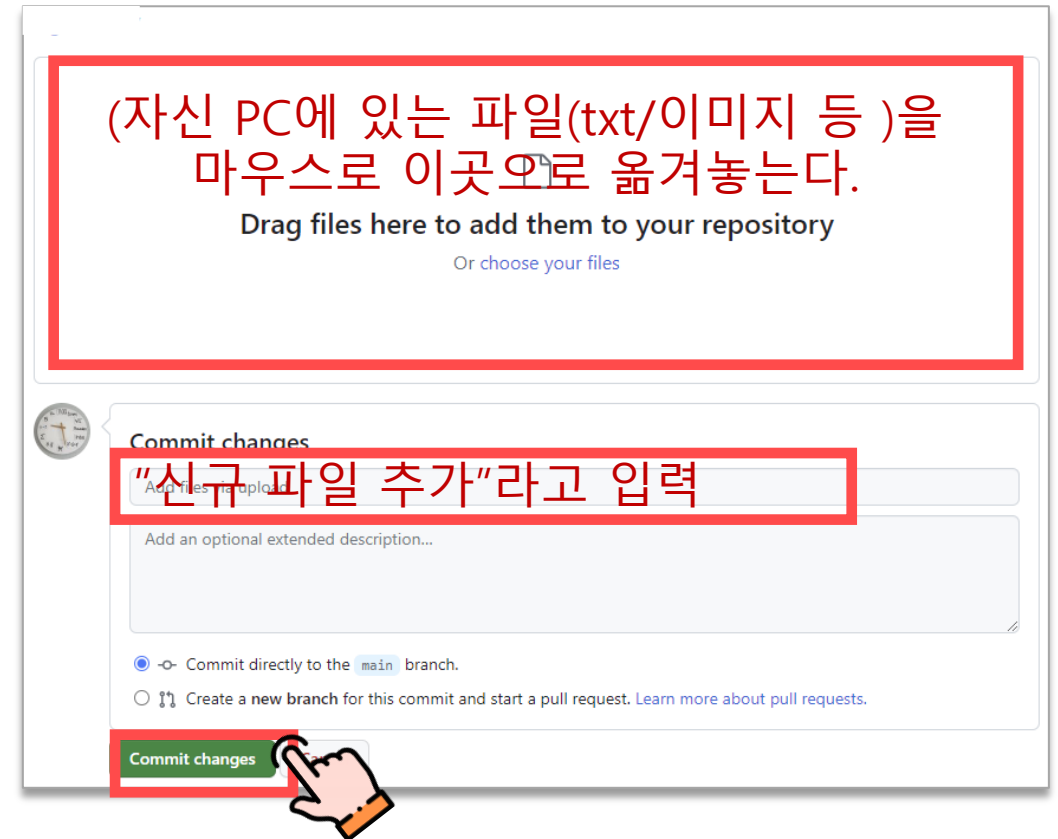 (자신 PC에 있는 파일(txt/이미지 등 )을
마우스로 이곳으로 옮겨놓는다.
Drag files here to add them to your repository
Or choose your files
Commit changes
"신규 파일 추가"라고 입력
Add files via upload
Add an optional extended description...
Commit directly to the main branch.
Create a new branch for this commit and start a pull request. Learn more about pull requests.
Commit changes